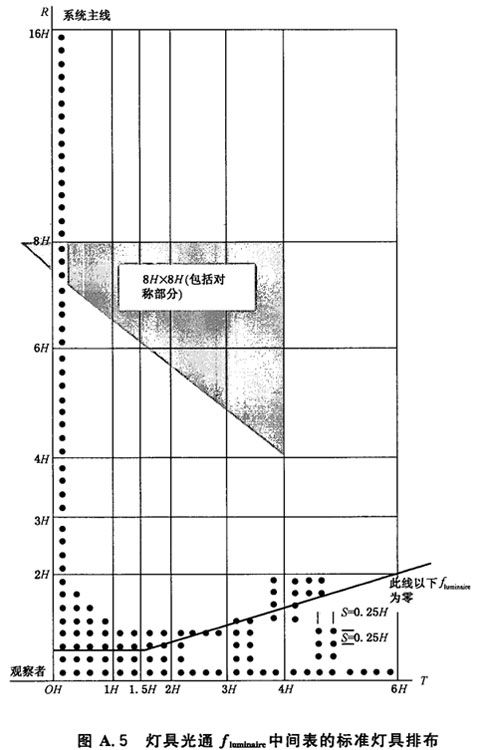 R 系统主线
16H
8H
8H×8H(包括对
称部分)
6H
4H
3H
2H
此线以下 f luminaire
为零
S=0.25H
S=0.25H
观察者
T
OH 1H 1.5H 2H 3H 4H 6H
图 A.5 灯具光通 f luminaire 中间表的标准灯具排布